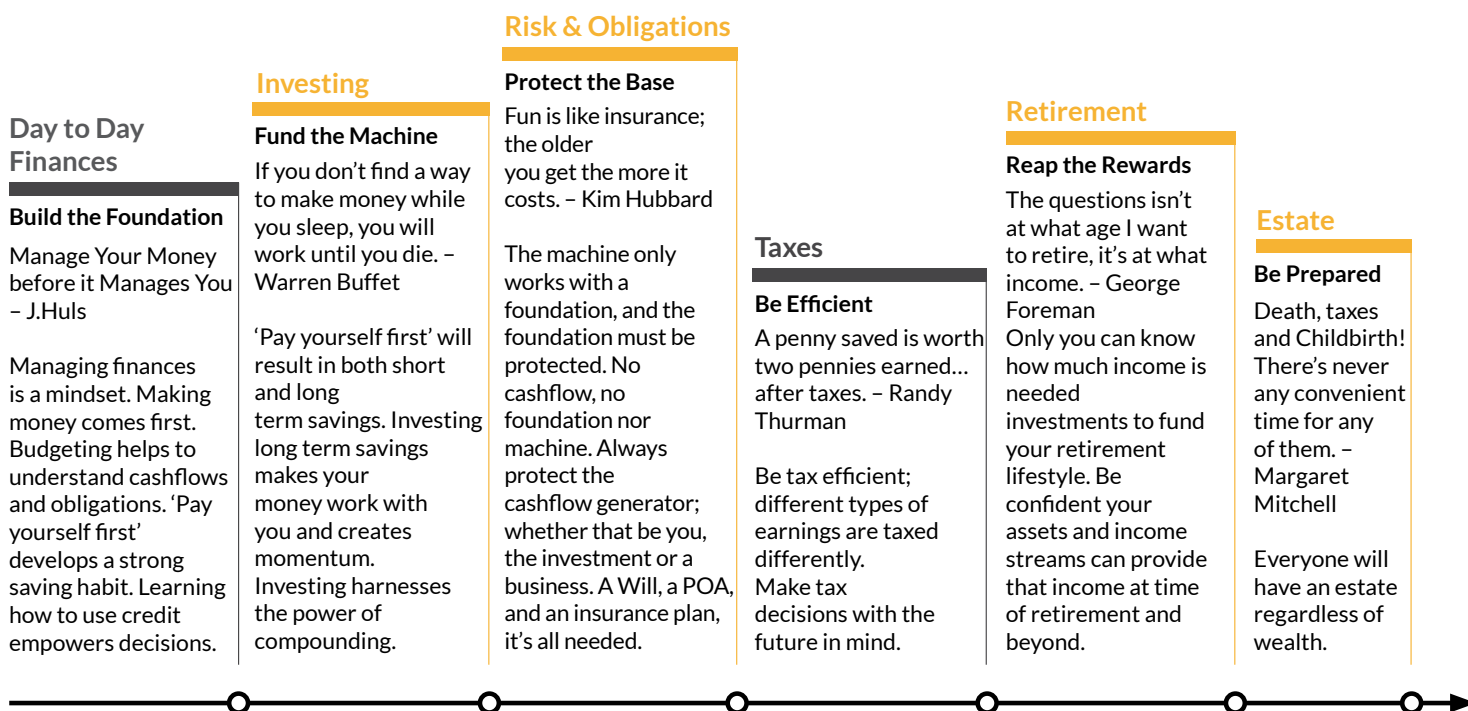 Day to Day
Finances
Build the Foundation
Manage Your Money
before it Manages You
– J.Huls
Managing finances
is a mindset. Making
money comes first.
Budgeting helps to
understand cashflows
and obligations. ‘Pay
yourself first’
develops a strong
saving habit. Learning
how to use credit
empowers decisions.
Investing
Fund the Machine
If you don’t find a way
to make money while
you sleep, you will
work until you die. –
Warren Buffet
‘Pay yourself first’ will
result in both short
and long
term savings. Investing
long term savings
makes your
money work with
you and creates
momentum.
Investing harnesses
the power of
compounding.
Risk & Obligations
Protect the Base
Fun is like insurance;
the older
you get the more it
costs. – Kim Hubbard
The machine only
works with a
foundation, and the
foundation must be
protected. No
cashflow, no
foundation nor
machine. Always
protect the
cashflow generator;
whether that be you,
the investment or a
business. A Will, a POA,
and an insurance plan,
it’s all needed.
Taxes
Be Efficient
A penny saved is worth
two pennies earned…
after taxes. – Randy
Thurman
Be tax efficient;
different types of
earnings are taxed
differently.
Make tax
decisions with the
future in mind.
Retirement
Reap the Rewards
The questions isn’t
at what age I want
to retire, it’s at what
income. – George
Foreman
Only you can know
how much income is
needed
investments to fund
your retirement
lifestyle. Be
confident your
assets and income
streams can provide
that income at time
of retirement and
beyond.
Estate
Be Prepared
Death, taxes
and Childbirth!
There’s never
any convenient
time for any
of them. –
Margaret
Mitchell
Everyone will
have an estate
regardless of
wealth.